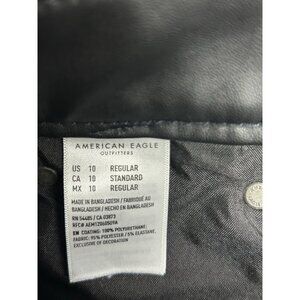 AMERICAN EAGLE
OUTFITTERS
US 10 REGULAR
CA 10 STANDARD
MX 10 REGULAR
MADE IN BANGLADESH / FABRIQUÉ AU
BANGLADESH / HECHO EN BANGLADESH
RN 54485 / CA 03873
EN COATING: 100% POLYURETHANE;
FABRIC: 95% POLYESTER / 5% ELASTANE,
EXCLUSIVE OF DECORATION